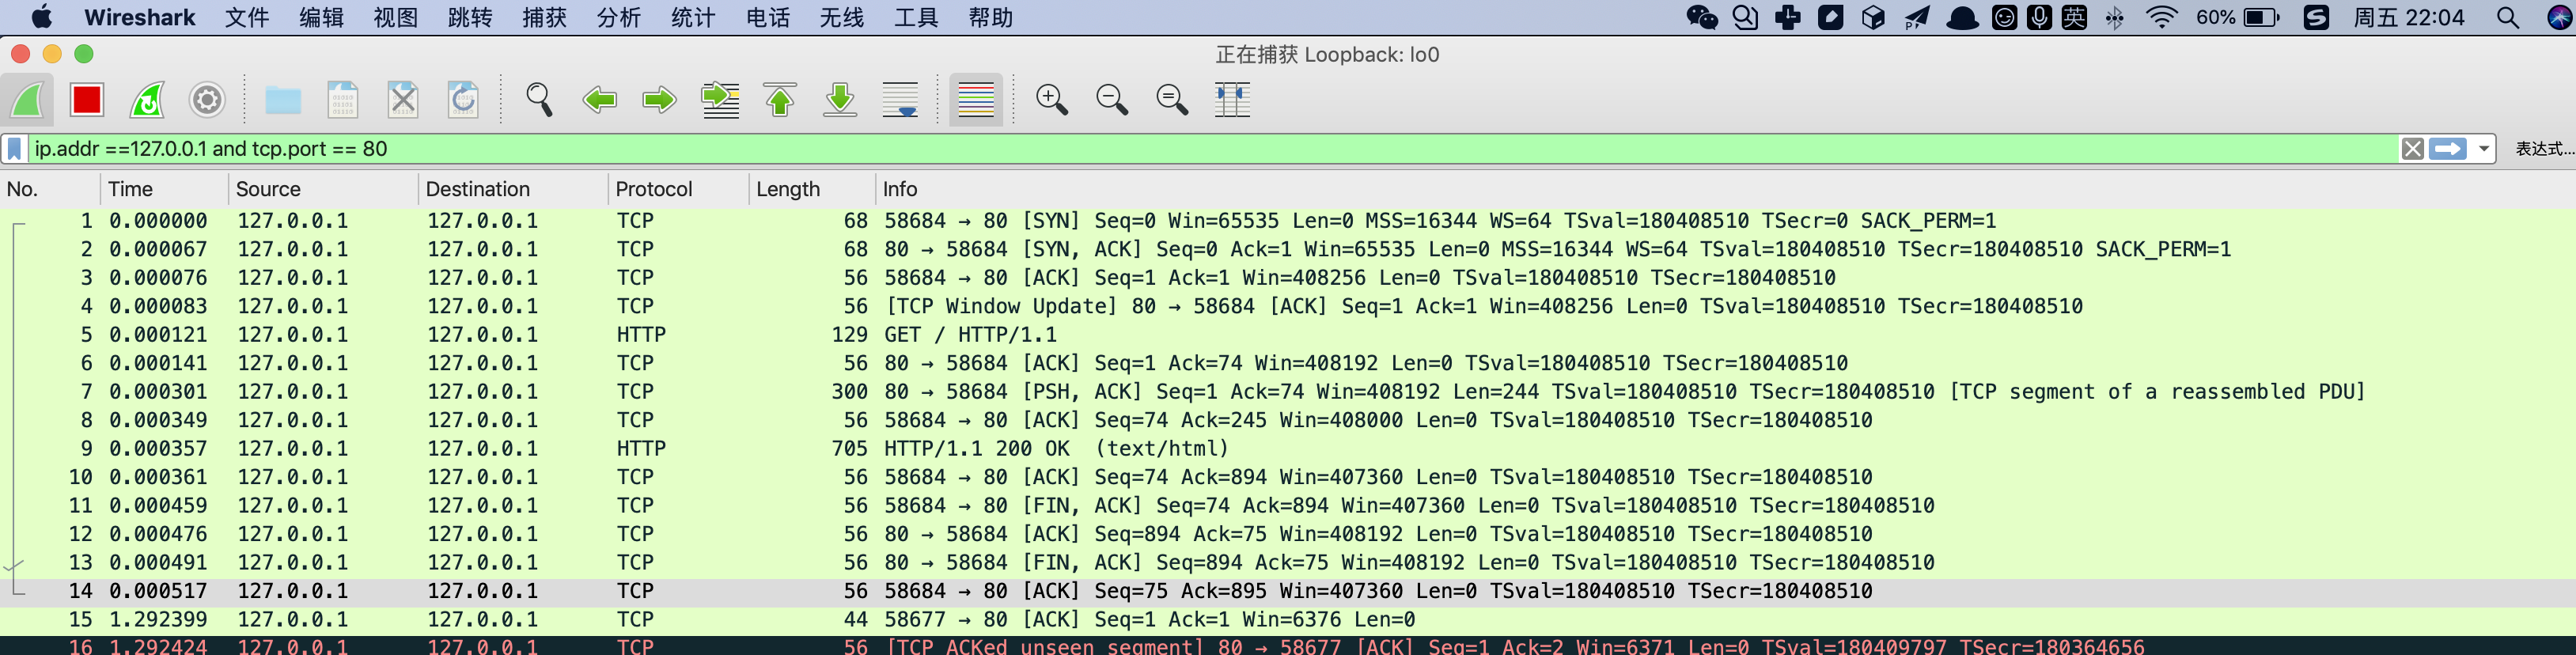 Wireshark 文件 编辑 视图 跳转 捕获 分析 统计 电话 无线 工具 帮助 英 60% 周五 22:04
正在捕获 Loopback: lo0
ip.addr ==127.0.0.1 and tcp.port == 80 表达式…
No. Time Source Destination Protocol Length Info
1 0.000000 127.0.0.1 127.0.0.1 TCP 68 58684 → 80 [SYN] Seq=0 Win=65535 Len=0 MSS=16344 WS=64 TSval=180408510 TSecr=0 SACK_PERM=1
2 0.000067 127.0.0.1 127.0.0.1 TCP 68 80 → 58684 [SYN, ACK] Seq=0 Ack=1 Win=65535 Len=0 MSS=16344 WS=64 TSval=180408510 TSecr=180408510 SACK_PERM=1
3 0.000076 127.0.0.1 127.0.0.1 TCP 56 58684 → 80 [ACK] Seq=1 Ack=1 Win=408256 Len=0 TSval=180408510 TSecr=180408510
4 0.000083 127.0.0.1 127.0.0.1 TCP 56 [TCP Window Update] 80 → 58684 [ACK] Seq=1 Ack=1 Win=408256 Len=0 TSval=180408510 TSecr=180408510
5 0.000121 127.0.0.1 127.0.0.1 HTTP 129 GET / HTTP/1.1
6 0.000141 127.0.0.1 127.0.0.1 TCP 56 80 → 58684 [ACK] Seq=1 Ack=74 Win=408192 Len=0 TSval=180408510 TSecr=180408510
7 0.000301 127.0.0.1 127.0.0.1 TCP 300 80 → 58684 [PSH, ACK] Seq=1 Ack=74 Win=408192 Len=244 TSval=180408510 TSecr=180408510 [TCP segment of a reassembled PDU]
8 0.000349 127.0.0.1 127.0.0.1 TCP 56 58684 → 80 [ACK] Seq=74 Ack=245 Win=408000 Len=0 TSval=180408510 TSecr=180408510
9 0.000357 127.0.0.1 127.0.0.1 HTTP 705 HTTP/1.1 200 OK (text/html)
10 0.000361 127.0.0.1 127.0.0.1 TCP 56 58684 → 80 [ACK] Seq=74 Ack=894 Win=407360 Len=0 TSval=180408510 TSecr=180408510
11 0.000459 127.0.0.1 127.0.0.1 TCP 56 58684 → 80 [FIN, ACK] Seq=74 Ack=894 Win=407360 Len=0 TSval=180408510 TSecr=180408510
12 0.000476 127.0.0.1 127.0.0.1 TCP 56 80 → 58684 [ACK] Seq=894 Ack=75 Win=408192 Len=0 TSval=180408510 TSecr=180408510
13 0.000491 127.0.0.1 127.0.0.1 TCP 56 80 → 58684 [FIN, ACK] Seq=894 Ack=75 Win=408192 Len=0 TSval=180408510 TSecr=180408510
14 0.000517 127.0.0.1 127.0.0.1 TCP 56 58684 → 80 [ACK] Seq=75 Ack=895 Win=407360 Len=0 TSval=180408510 TSecr=180408510
15 1.292399 127.0.0.1 127.0.0.1 TCP 44 58677 → 80 [ACK] Seq=1 Ack=1 Win=6376 Len=0
16 1.292424 127.0.0.1 127.0.0.1 TCP 56 [TCP ACKed unseen segment] 80 → 58677 [ACK] Seq=1 Ack=2 Win=6371 Len=0 TSval=180409797 TSecr=180364656